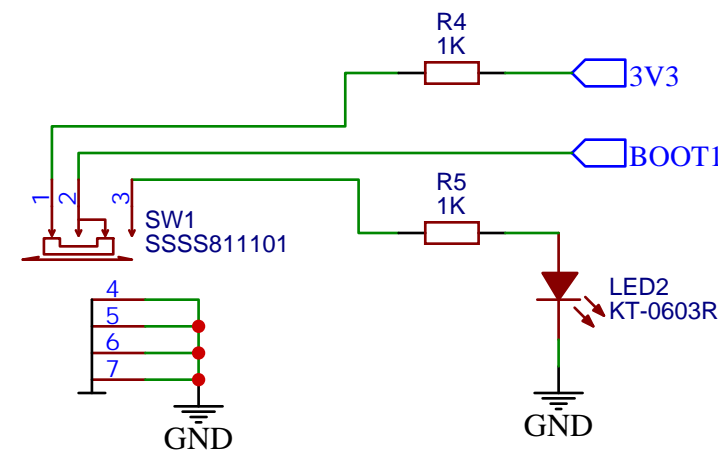 R4
1K
3V3
BOOT1
1
2
3
R5
1K
SW1
SSSS811101
4
5
6
7
LED2
KT-0603R
GND
GND